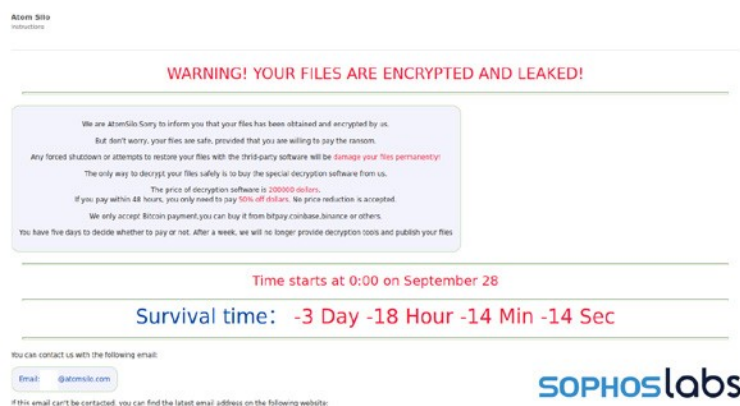 Atom Silo
Instructions
WARNING! YOUR FILES ARE ENCRYPTED AND LEAKED!
We are AtomSilo.Sorry to inform you that your files has been obtained and encrypted by us.
But don't worry, your files are safe, provided that you are willing to pay the ransom.
Any forced shutdown or attempts to restore your files with the thrid-party software will be damage your files permanently!
The only way to decrypt your files safely is to buy the special decryption software from us.
The price of decryption software is 200000 dollars.
If you pay within 48 hours, you only need to pay 50% off dollars. No price reduction is accepted.
We only accept Bitcoin payment,you can buy it from bitpay,coinbase,binance or others.
You have five days to decide whether to pay or not. After a week, we will no longer provide decryption tools and publish your files
Time starts at 0:00 on September 28
Survival time: -3 Day -18 Hour -14 Min -14 Sec
You can contact us with the following email:
Email: @atomsilo.com
If this email can't be contacted, you can find the latest email address on the following website:
SOPHOSlabs